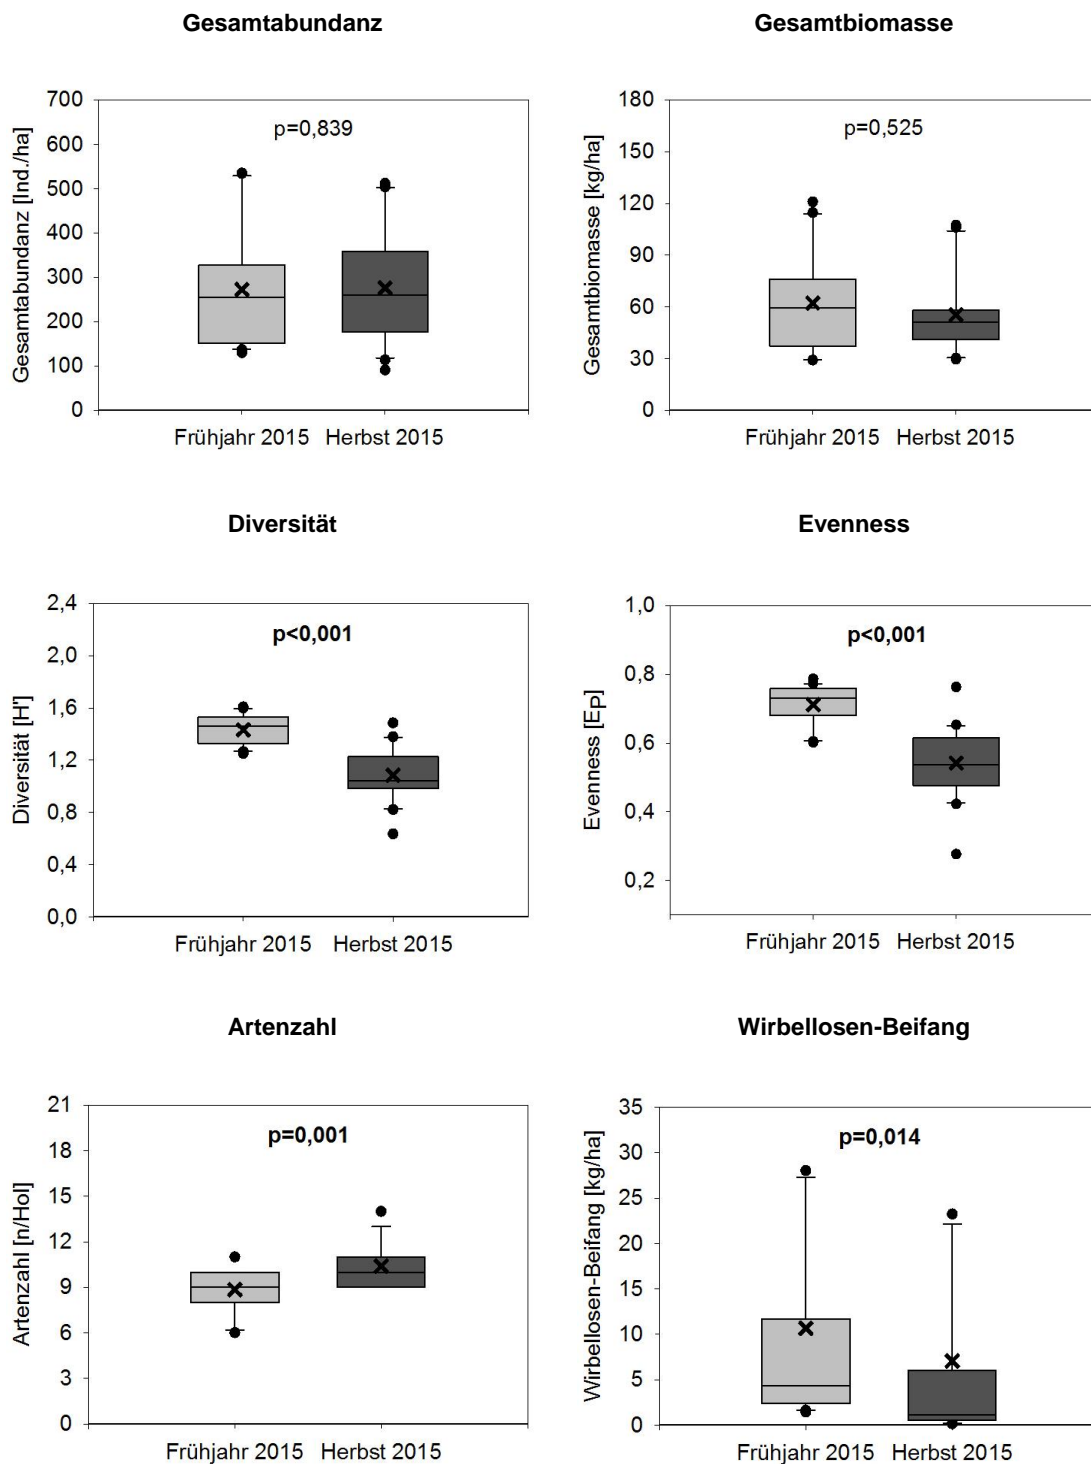 Gesamtabundanz
Gesamtabundanz [Ind./ha]
700
600
500
400
300
200
100
0
p=0,839
Frühjahr 2015 Herbst 2015
Gesamtbiomasse
Gesamtbiomasse [kg/ha]
180
150
120
90
60
30
0
p=0,525
Frühjahr 2015 Herbst 2015
Diversität
Diversität [H']
2,4
2,0
1,6
1,2
0,8
0,4
0,0
p<0,001
Frühjahr 2015 Herbst 2015
Evenness
Evenness [EP]
1,0
0,8
0,6
0,4
0,2
p<0,001
Frühjahr 2015 Herbst 2015
Artenzahl
Artenzahl [n/Hol]
21
18
15
12
9
6
3
0
p=0,001
Frühjahr 2015 Herbst 2015
Wirbellosen-Beifang
Wirbellosen-Beifang [kg/ha]
35
30
25
20
15
10
5
0
p=0,014
Frühjahr 2015 Herbst 2015